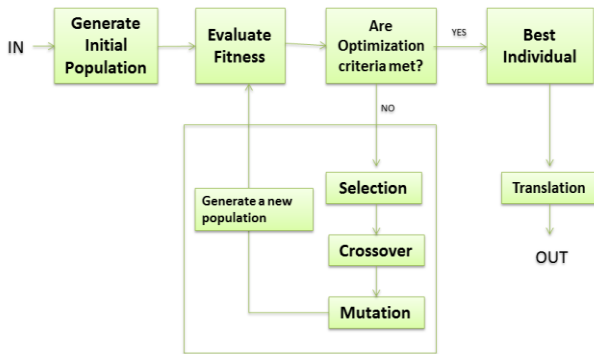 IN
Generate
Initial
Population
Evaluate
Fitness
Are
Optimization
criteria met?
YES
Best
Individual
NO
Selection
Crossover
Mutation
Generate a new
population
Translation
OUT